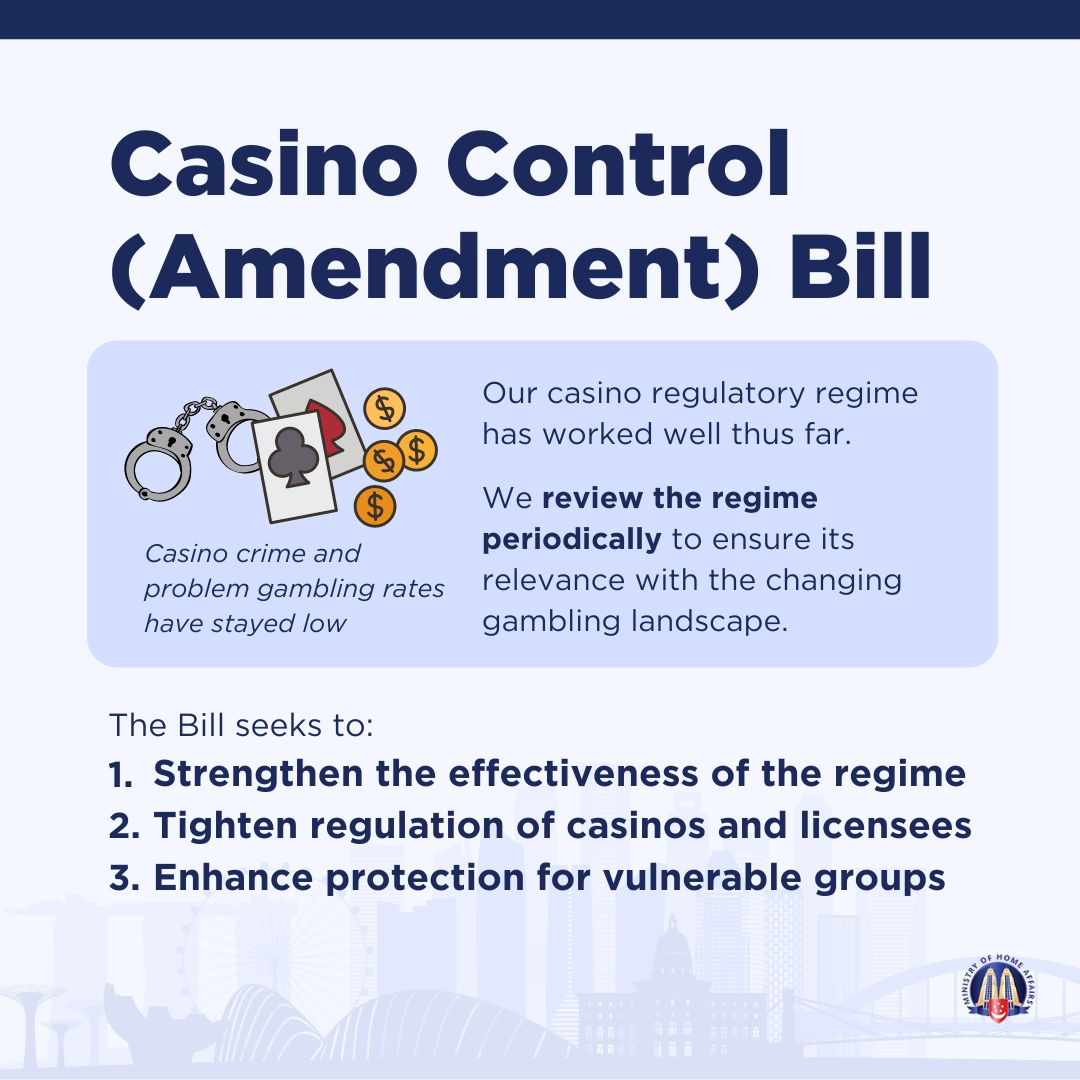 Casino Control
(Amendment) Bill
Casino crime and
problem gambling rates
have stayed low
Our casino regulatory regime
has worked well thus far.
We review the regime
periodically to ensure its
relevance with the changing
gambling landscape.
The Bill seeks to:
1. Strengthen the effectiveness of the regime
2. Tighten regulation of casinos and licensees
3. Enhance protection for vulnerable groups
MINISTRY OF HOME AFFAIRS